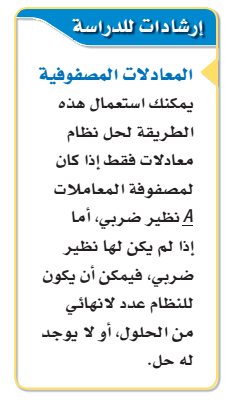 إرشادات للدراسة
المعادلات المصفوفية
يمكنك استعمال هذه
الطريقة لحل نظام
معادلات فقط إذا كان
لمصفوفة المعاملات
A نظير ضربي، أما
إذا لم يكن لها نظير
ضربي، فيمكن أن يكون
للنظام عدد لانهائي
من الحلول، أو لا يوجد
له حل.